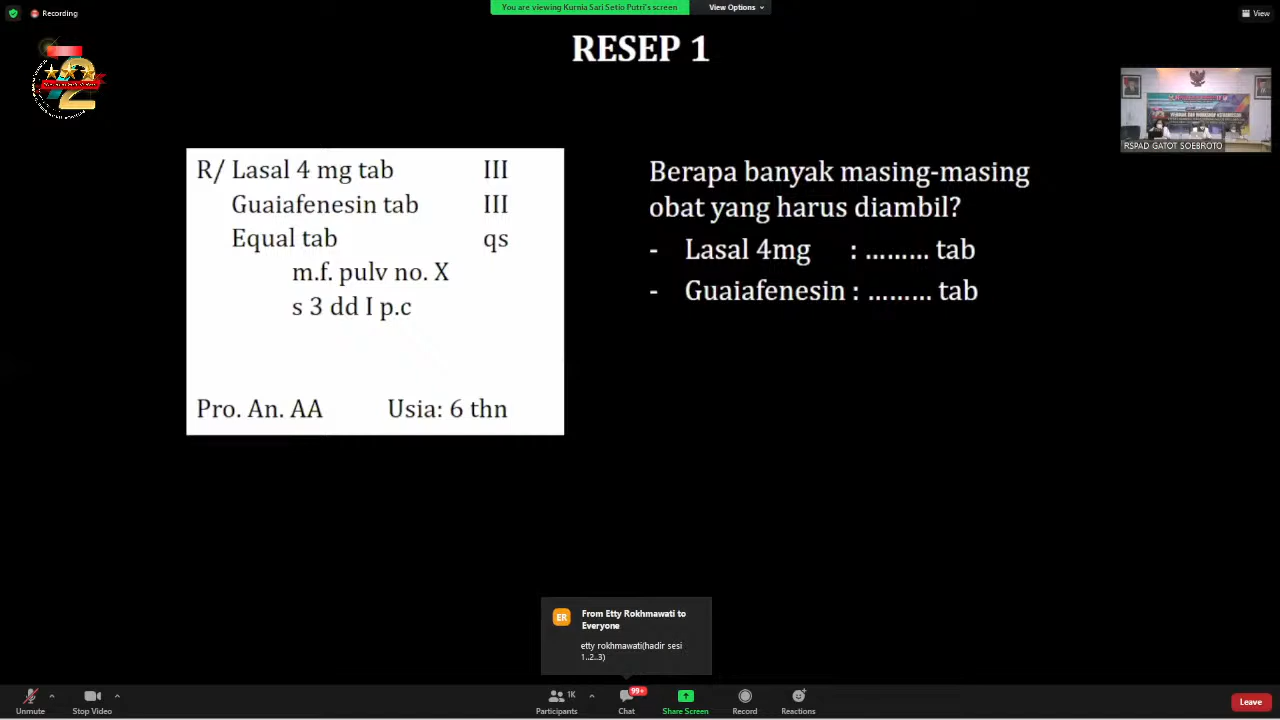 Recording
You are viewing Kurnia Sari Setio Putri's screen
View Options
View
RESEP 1
RSPAD GATOT SOEBROTO
R/ Lasal 4 mg tab III
Guaiafenesin tab III
Equal tab qs
m.f. pulv no. X
s 3 dd I p.c
Pro. An. AA Usia: 6 thn
Berapa banyak masing-masing
obat yang harus diambil?
- Lasal 4mg : ......... tab
- Guaiafenesin : ......... tab
ER
From Etty Rokhmawati to
Everyone
etty rokhmawati(hadir sesi
1..2..3)
Unmute
Stop Video
1K
Participants
99+
Chat
Share Screen
Record
Reactions
Leave